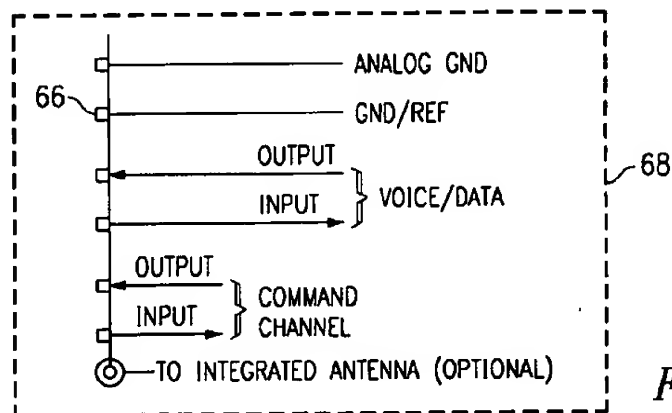 ANALOG GND
66
GND/REF
OUTPUT
68
VOICE/DATA
INPUT
OUTPUT
COMMAND
INPUT
CHANNEL
TO INTEGRATED ANTENNA (OPTIONAL)
F